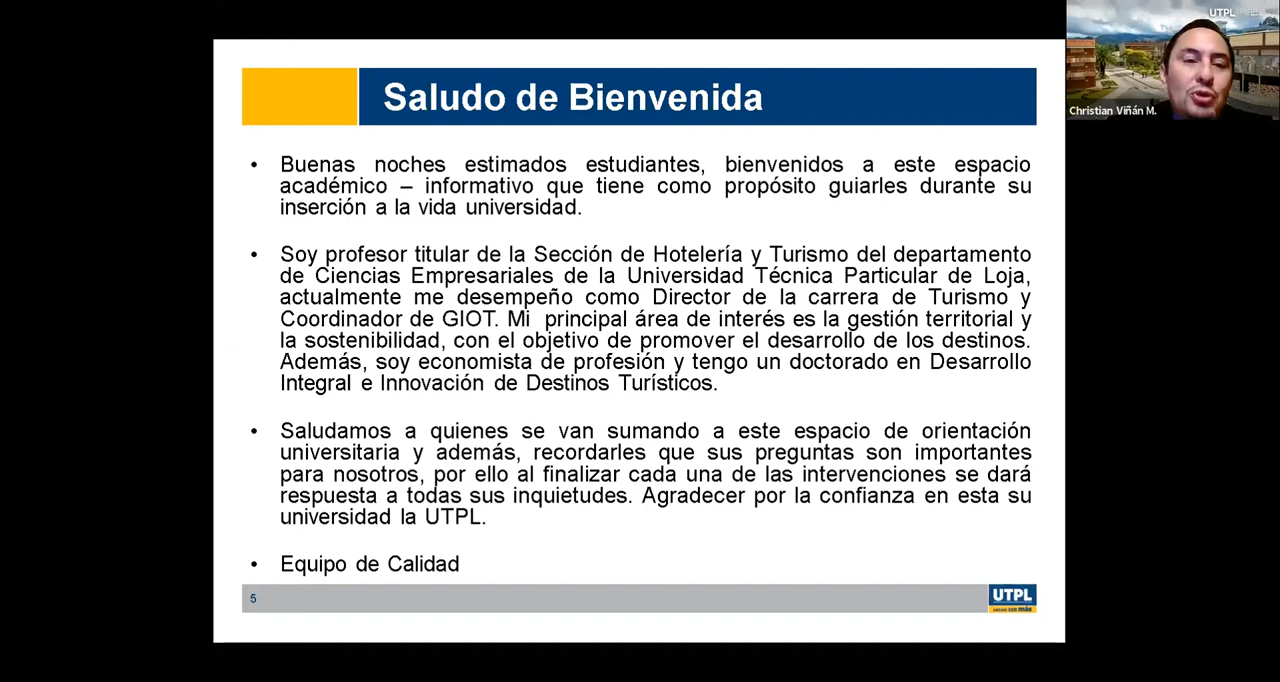 UTPL
Christian Viñán M.
Saludo de Bienvenida
• Buenas noches estimados estudiantes, bienvenidos a este espacio
académico – informativo que tiene como propósito guiarles durante su
inserción a la vida universidad.
• Soy profesor titular de la Sección de Hotelería y Turismo del departamento
de Ciencias Empresariales de la Universidad Técnica Particular de Loja,
actualmente me desempeño como Director de la carrera de Turismo y
Coordinador de GIOT. Mi principal área de interés es la gestión territorial y
la sostenibilidad, con el objetivo de promover el desarrollo de los destinos.
Además, soy economista de profesión y tengo un doctorado en Desarrollo
Integral e Innovación de Destinos Turísticos.
• Saludamos a quienes se van sumando a este espacio de orientación
universitaria y además, recordarles que sus preguntas son importantes
para nosotros, por ello al finalizar cada una de las intervenciones se dará
respuesta a todas sus inquietudes. Agradecer por la confianza en esta su
universidad la UTPL.
• Equipo de Calidad
5
UTPL
más